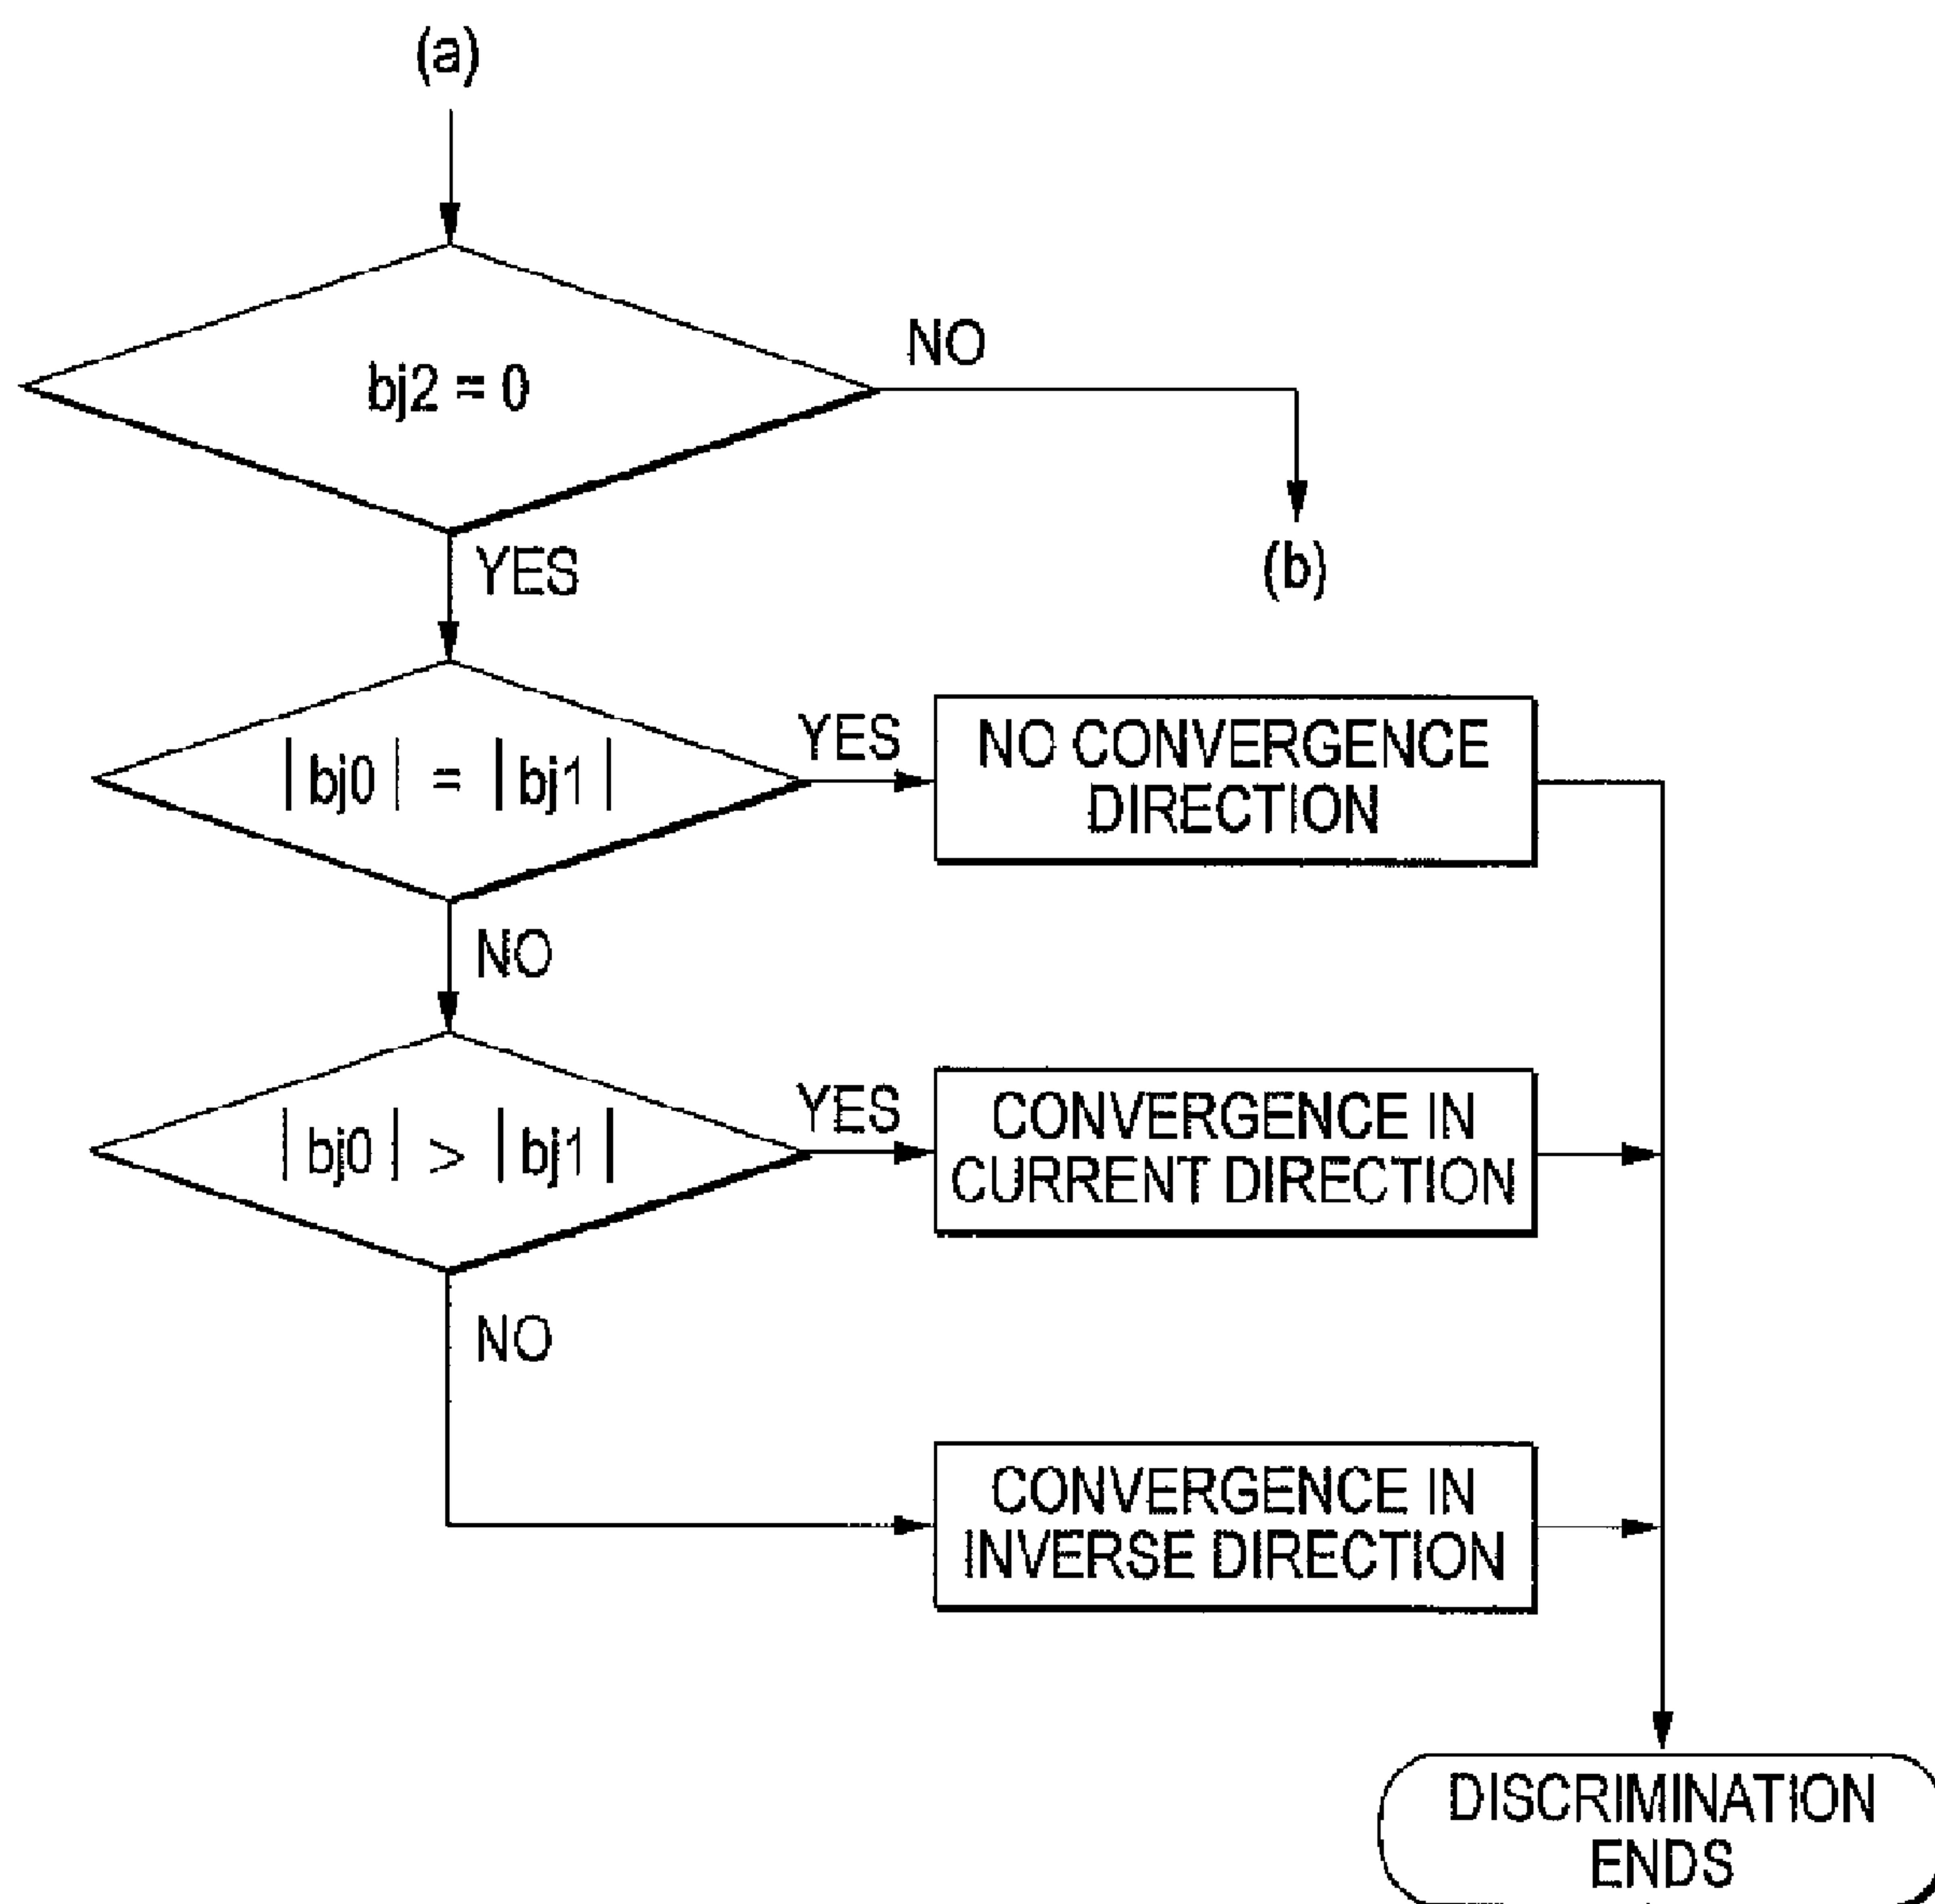 (a)
bj2 = 0
NO
(b)
YES
|bj0| = |bj1|
YES
NO CONVERGENCE
DIRECTION
NO
|bj0| > |bj1|
YES
CONVERGENCE IN
CURRENT DIRECTION
NO
CONVERGENCE IN
INVERSE DIRECTION
DISCRIMINATION
ENDS